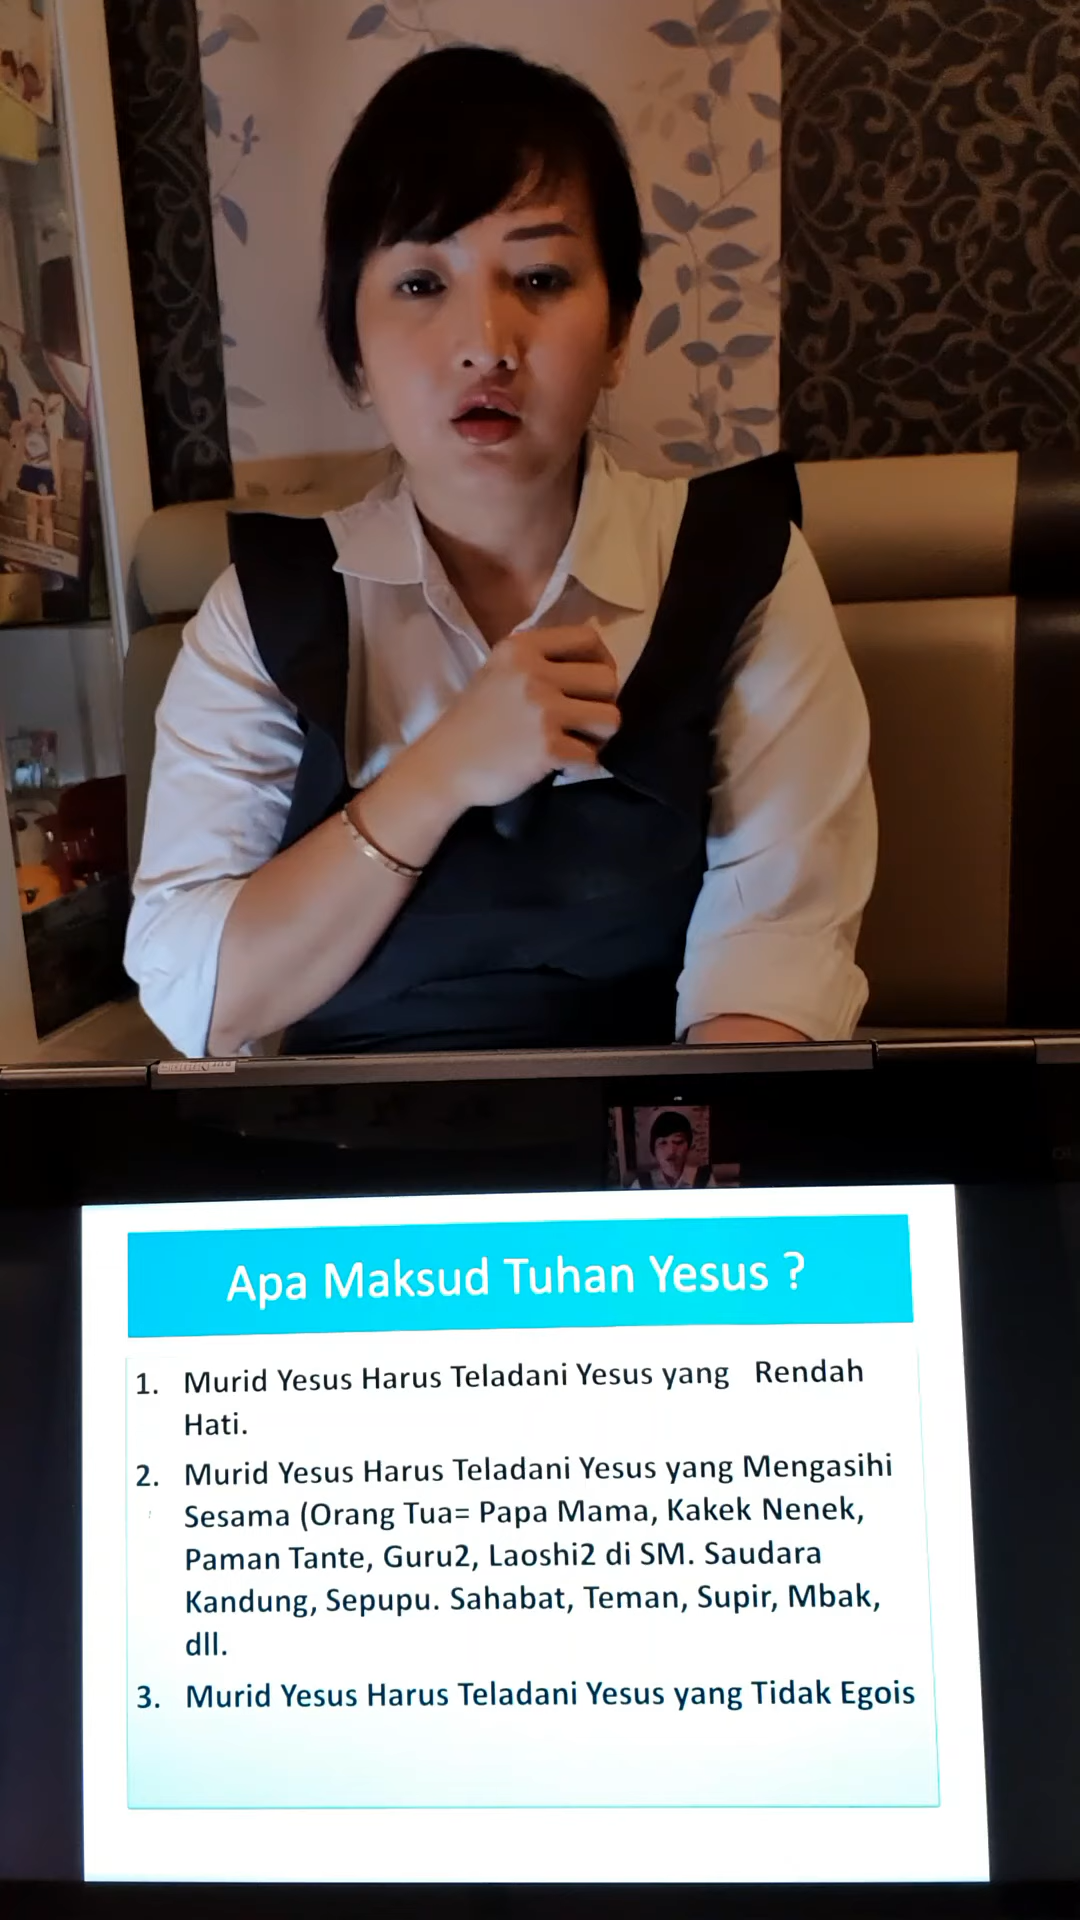 Apa Maksud Tuhan Yesus ?
1. Murid Yesus Harus Teladani Yesus yang Rendah
Hati.
2. Murid Yesus Harus Teladani Yesus yang Mengasihi
Sesama (Orang Tua= Papa Mama, Kakek Nenek,
Paman Tante, Guru2, Laoshi2 di SM. Saudara
Kandung, Sepupu. Sahabat, Teman, Supir, Mbak,
dll.
3. Murid Yesus Harus Teladani Yesus yang Tidak Egois